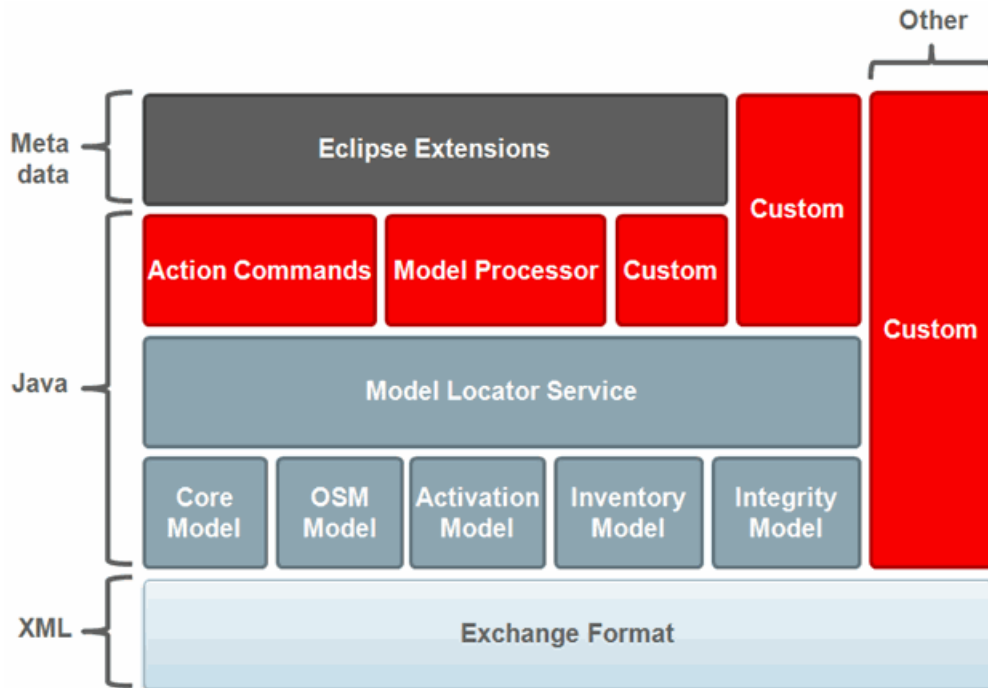 Other
Meta
data
Eclipse Extensions
Custom
Action Commands
Model Processor
Custom
Custom
Java
Model Locator Service
Core
Model
OSM
Model
Activation
Model
Inventory
Model
Integrity
Model
XML
Exchange Format